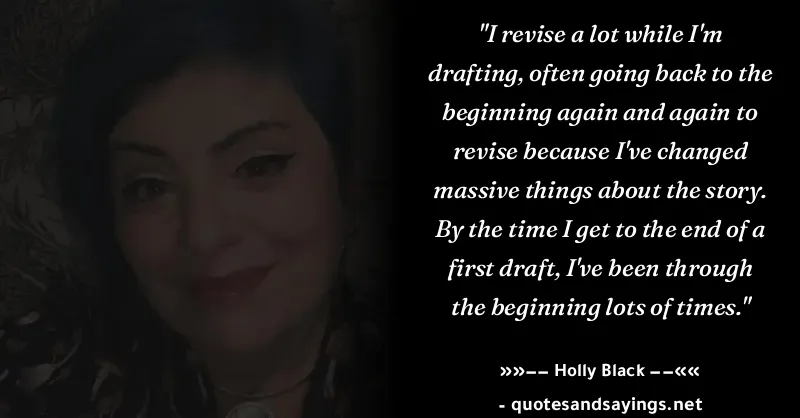 "I revise a lot while I'm
drafting, often going back to the
beginning again and again to
revise because I've changed
massive things about the story.
By the time I get to the end of a
first draft, I've been through
the beginning lots of times."
»»−− Holly Black −−««
- quotesandsayings.net